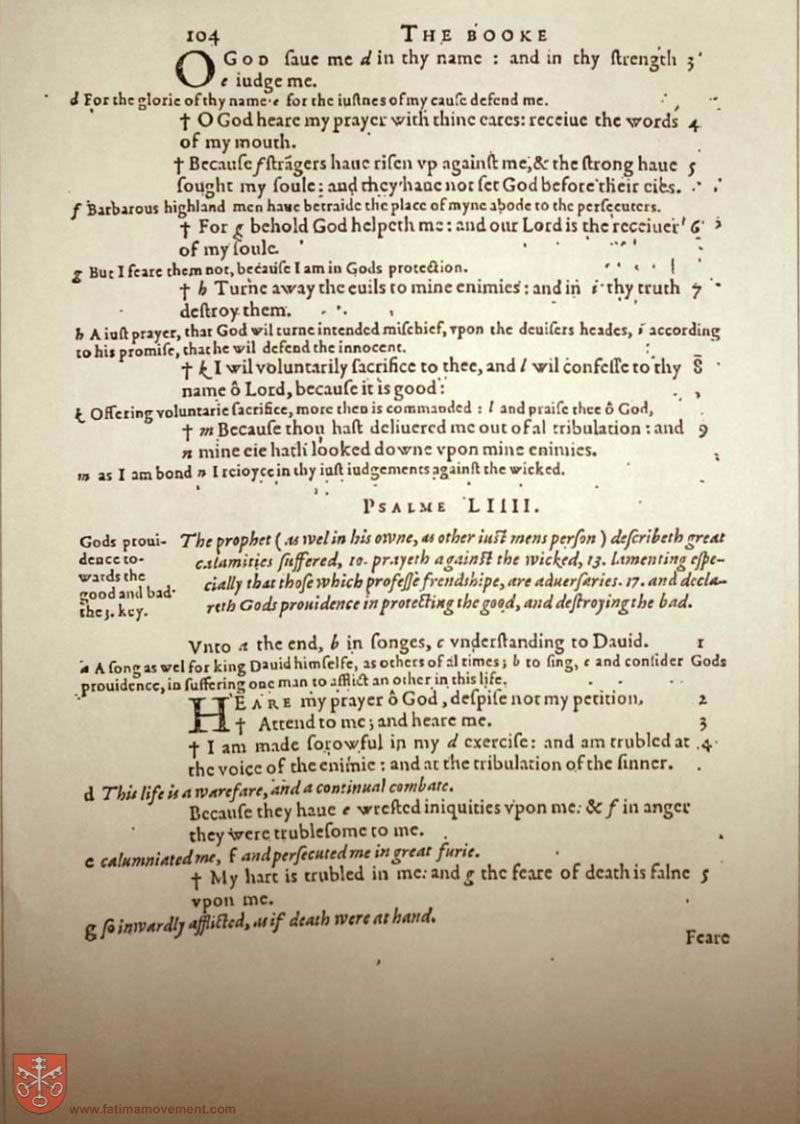 104 THE BOOKE
O GOD ſaue me d in thy name : and in thy ſtrength 3
e iudge me.
d For the glorie of thy name e for the iuſtnes of my cauſe defend me.
† O God heare my prayer with thine eares: receiue the words 4
of my mouth.
† Becauſe f ſtrãgers haue riſen vp againſt me, & the ſtrong haue 5
ſought my ſoule: and they haue not ſet God before their eies.
f Barbarous highland men haue betraide the place of myne abode to the perſecuters.
† For g behold God helpeth me: and our Lord is the receiuer 6
of my ſoule.
g But I feare them not, becauſe I am in Gods protection.
† h Turne away the euils to mine enimies: and in i thy truth 7
deſtroy them.
h A iuſt prayer, that God wil turne intended miſchief, vpon the deuiſers heades, i according
to his promiſe, that he wil defend the innocent.
† k I wil voluntarily ſacrifice to thee, and l wil confeſſe to thy 8
name ô Lord, becauſe it is good:
k Offering voluntarie ſacrifice, more then is commanded : l and praiſe thee ô God,
† m Becauſe thou haſt deliuered me out of al tribulation : and 9
n mine eie hath looked downe vpon mine enimies.
m as I am bond n I reioyce in thy iuſt iudgements againſt the wicked.
PSALME LIIII.
Gods proui-
dence to-
wards the
good and bad
the 3. key.
The prophet (as wel in his owne, as other iuſt mens perſon) deſcribeth great
calamities ſuffered, 10. prayeth againſt the wicked, 13. lamenting eſpe-
cially that thoſe which profeſſe frendshipe, are aduerſaries. 17. and decla-
reth Gods prouidence in protecting the good, and deſtroying the bad.
Vnto a the end, b in ſonges, c vnderſtanding to Dauid. 1
a A ſong as wel for king Dauid himſelfe, as others of al times; b to ſing, c and conſider Gods
prouidence, in ſuffering one man to afflict an other in this life.
HEARE my prayer ô God, deſpiſe not my petition, 2
† Attend to me; and heare me. 3
† I am made ſorowful in my d exerciſe: and am trubled at 4
the voice of the enimie : and at the tribulation of the ſinner.
d This life is a warefare, and a continual combate.
Becauſe they haue e wreſted iniquities vpon me: & f in anger
they were trubleſome to me.
e calumniated me, f and perſecuted me in great furie.
† My hart is trubled in me: and g the feare of death is falne 5
vpon me.
g ſo inwardly afflicted, as if death were at hand.
Feare
www.fatimamovement.com